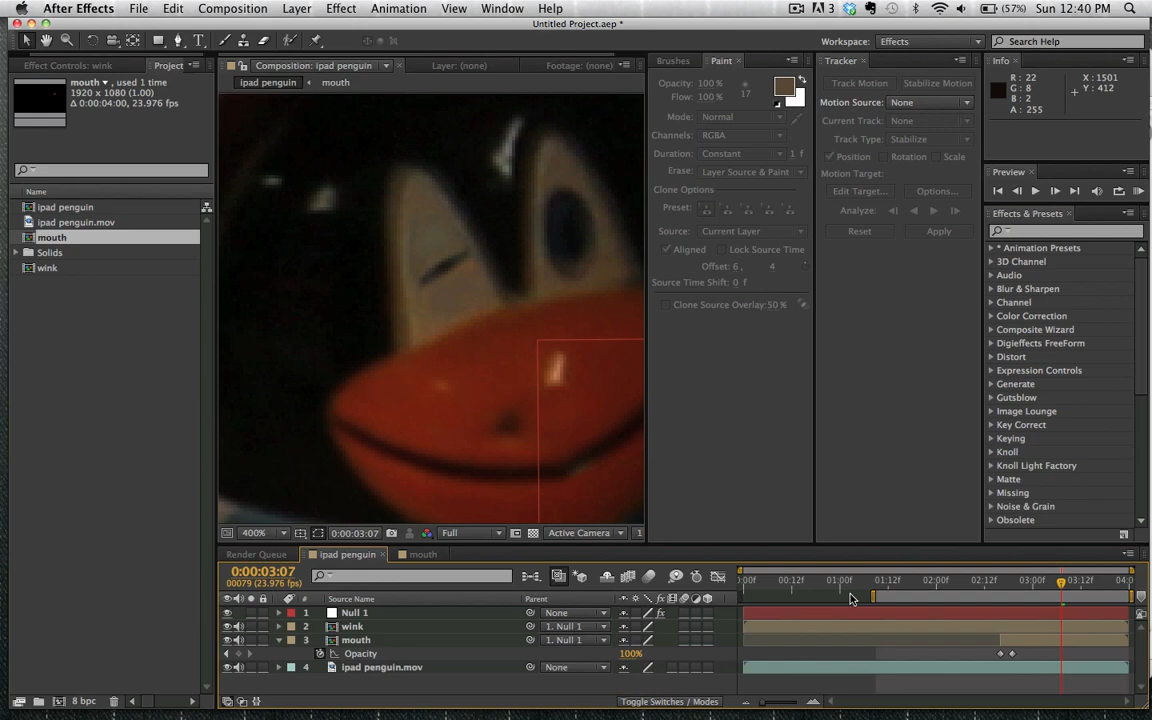 After Effects File Edit Composition Layer Effect Animation View Window Help A 3 (57%) Sun 12:40 PM
Untitled Project.aep *
T Workspace: Effects Search Help
Effect Controls: wink Project Composition: ipad penguin Layer: (none) Footage: (none) Brushes Paint Tracker Info
mouth , used 1 time
1920 x 1080 (1.00)
Δ 0:00:04:00, 23.976 fps
ipad penguin mouth
Name
ipad penguin
ipad penguin.mov
mouth
Solids
wink
8 bpc
400% 0:00:03:07 Full Active Camera 1
Opacity: 100 %
Flow: 100 %
17
Mode: Normal
Channels: RGBA
Duration: Constant 1 f
Erase: Layer Source & Paint
Clone Options
Preset:
Source: Current Layer
Aligned Lock Source Time
Offset: 6 , 4
Source Time Shift: 0 f
Clone Source Overlay: 50 %
Track Motion Stabilize Motion
Motion Source: None
Current Track: None
Track Type: Stabilize
Position Rotation Scale
Motion Target:
Edit Target... Options...
Analyze:
Reset Apply
R : 22
G : 8
B : 2
A : 255
X : 1501
Y : 412
Preview
Effects & Presets
* Animation Presets
3D Channel
Audio
Blur & Sharpen
Channel
Color Correction
Composite Wizard
Digieffects FreeForm
Distort
Expression Controls
Generate
Gutsblow
Image Lounge
Key Correct
Keying
Knoll
Knoll Light Factory
Matte
Missing
Noise & Grain
Obsolete
Render Queue ipad penguin mouth
0:00:03:07
00079 (23.976 fps)
:00f 00:12f 01:00f 01:12f 02:00f 02:12f 03:00f 03:12f 04:0
# Source Name Parent
1 Null 1 None
2 wink 1. Null 1
3 mouth 1. Null 1
Opacity 100%
4 ipad penguin.mov None
Toggle Switches / Modes